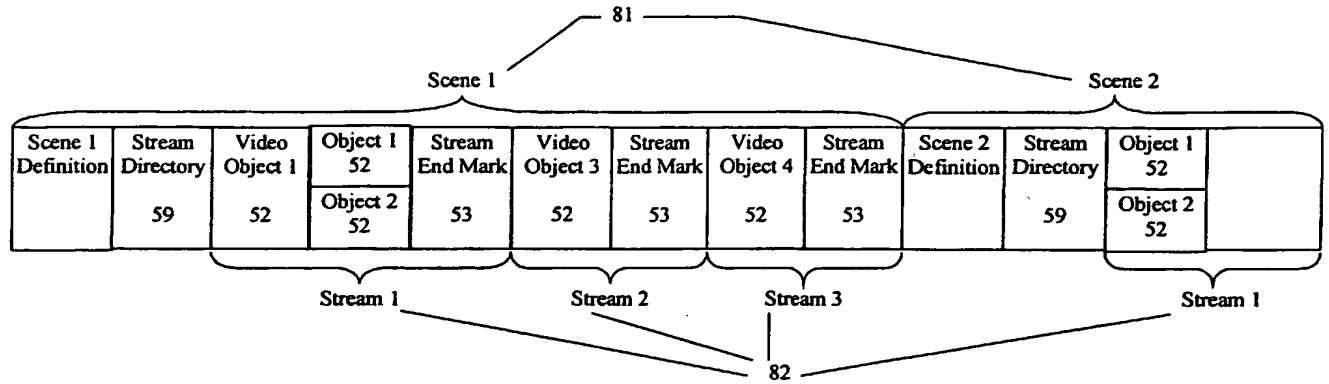 81
Scene 1
Scene 2
Scene 1 Definition
Stream Directory 59
Video Object 1 52
Object 1 52
Object 2 52
Stream End Mark 53
Video Object 3 52
Stream End Mark 53
Video Object 4 52
Stream End Mark 53
Scene 2 Definition
Stream Directory 59
Object 1 52
Object 2 52
Stream 1
Stream 2
Stream 3
Stream 1
82